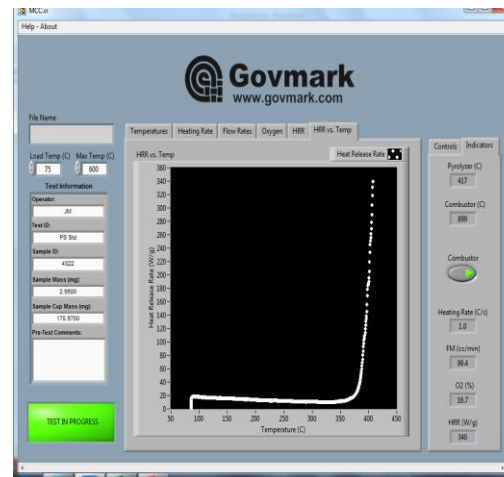 MCC.vi
Help - About
Govmark
www.govmark.com
File Name
Load Temp (C) Max Temp (C)
75 600
Test Information
Operator:
JM
Test ID:
PS Std
Sample ID:
4322
Sample Mass (mg):
2.9500
Sample Cup Mass (mg):
Pre-Test Comments:
TEST IN PROGRESS
Temperatures Heating Rate Flow Rates Oxygen HRR HRR vs. Temp
HRR vs. Temp
Heat Release Rate
Heat Release Rate (W/g)
360
340
320
300
280
260
240
220
200
180
160
140
120
100
80
60
40
20
0
50 100 150 200 250 300 350 400 450
Temperature (C)
Controls Indicators
Pyrolyzer (C)
417
Combustor (C)
899
Combustor
Heating Rate (C/s)
1.0
FM (cc/min)
99.4
O2 (%)
16.7
HRR (W/g)
340